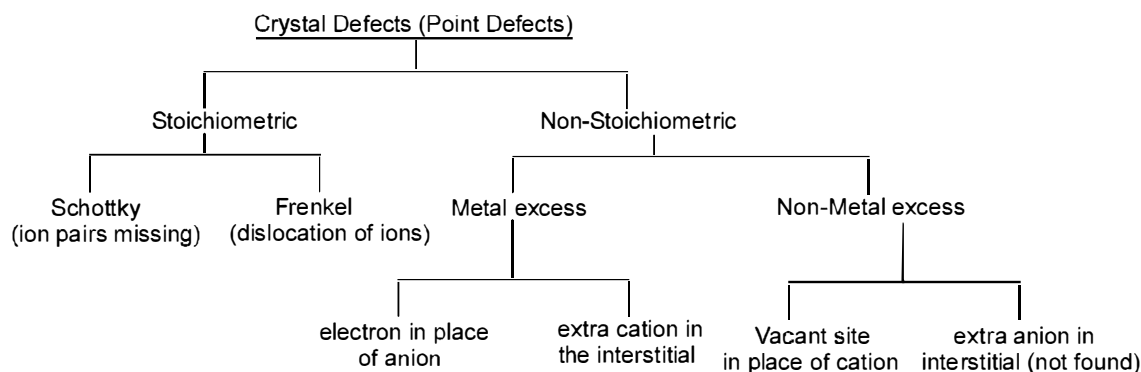 Crystal Defects (Point Defects)
Stoichiometric
Non-Stoichiometric
Schottky
(ion pairs missing)
Frenkel
(dislocation of ions)
Metal excess
Non-Metal excess
electron in place
of anion
extra cation in
the interstitial
Vacant site
in place of cation
extra anion in
interstitial (not found)